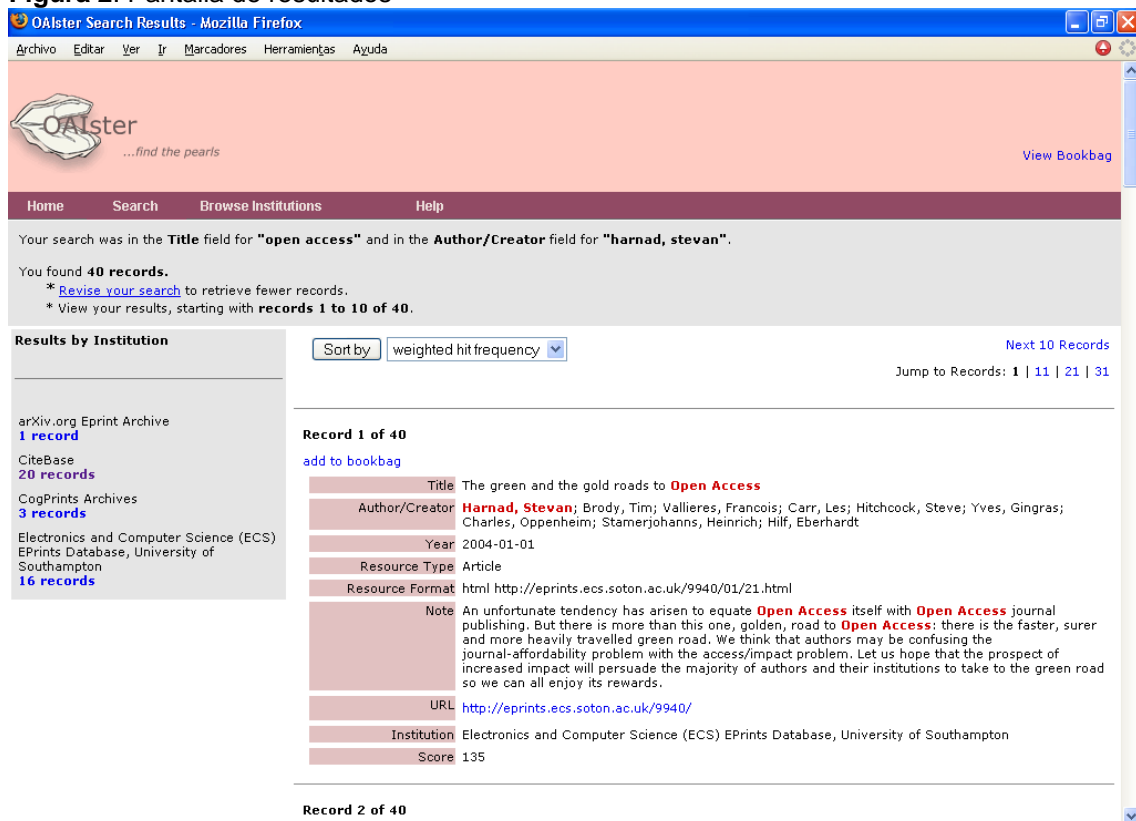 Figura 2. Pantalla de resultados
OAIster Search Results - Mozilla Firefox
Archivo Editar Ver Ir Marcadores Herramientas Ayuda
OAIster
...find the pearls
View Bookbag
Home Search Browse Institutions Help
Your search was in the Title field for "open access" and in the Author/Creator field for "harnad, stevan".
You found 40 records.
* Revise your search to retrieve fewer records.
* View your results, starting with records 1 to 10 of 40.
Results by Institution
arXiv.org Eprint Archive
1 record
CiteBase
20 records
CogPrints Archives
3 records
Electronics and Computer Science (ECS)
EPrints Database, University of
Southampton
16 records
Sort by weighted hit frequency
Next 10 Records
Jump to Records: 1 | 11 | 21 | 31
Record 1 of 40
add to bookbag
Title The green and the gold roads to Open Access
Author/Creator Harnad, Stevan; Brody, Tim; Vallieres, Francois; Carr, Les; Hitchcock, Steve; Yves, Gingras;
Charles, Oppenheim; Stamerjohanns, Heinrich; Hilf, Eberhardt
Year 2004-01-01
Resource Type Article
Resource Format html http://eprints.ecs.soton.ac.uk/9940/01/21.html
Note An unfortunate tendency has arisen to equate Open Access itself with Open Access journal
publishing. But there is more than this one, golden, road to Open Access: there is the faster, surer
and more heavily travelled green road. We think that authors may be confusing the
journal-affordability problem with the access/impact problem. Let us hope that the prospect of
increased impact will persuade the majority of authors and their institutions to take to the green road
so we can all enjoy its rewards.
URL http://eprints.ecs.soton.ac.uk/9940/
Institution Electronics and Computer Science (ECS) EPrints Database, University of Southampton
Score 135
Record 2 of 40